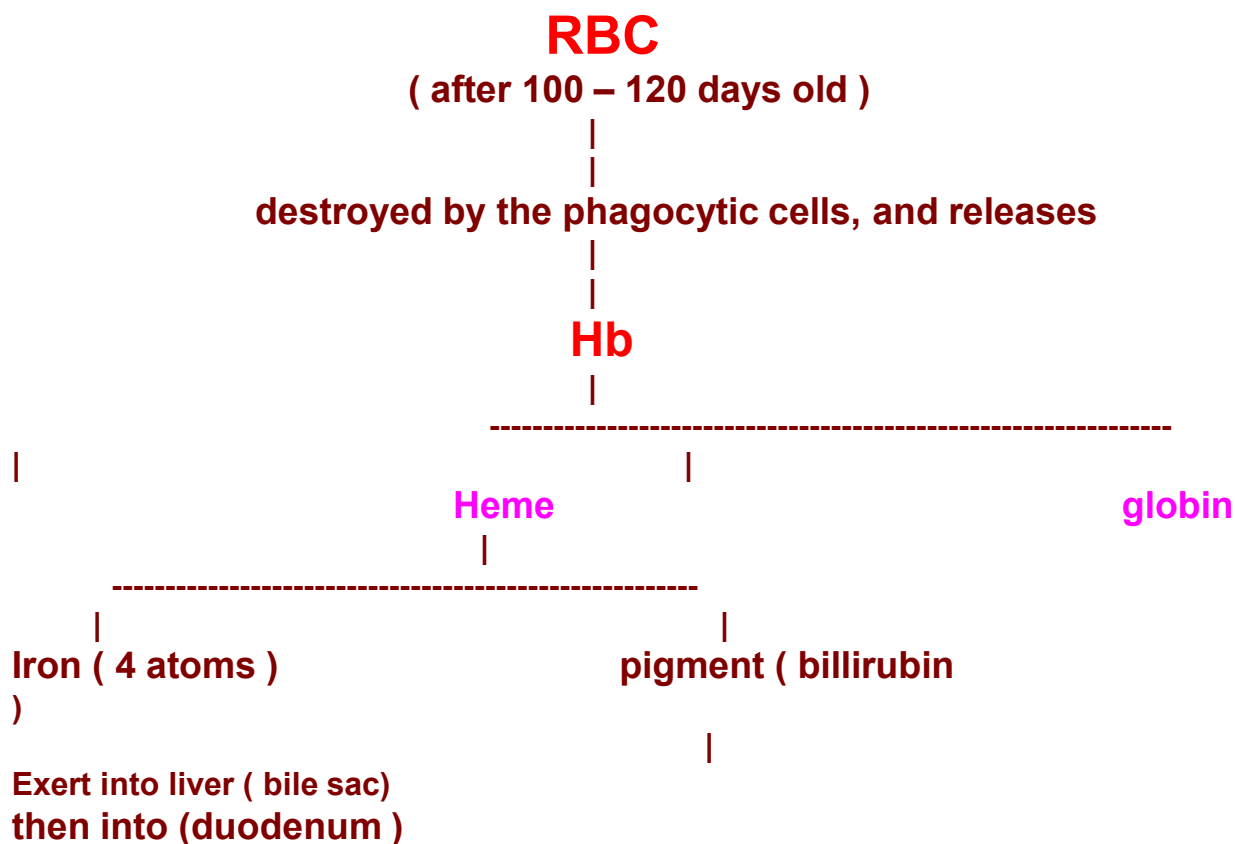 RBC
( after 100 – 120 days old )
|
|
destroyed by the phagocytic cells, and releases
|
|
Hb
|
----------------------------------------------------------------
| |
Heme globin
|
-------------------------------------------------------
| |
Iron ( 4 atoms ) pigment ( billirubin
)
|
Exert into liver ( bile sac)
then into (duodenum )